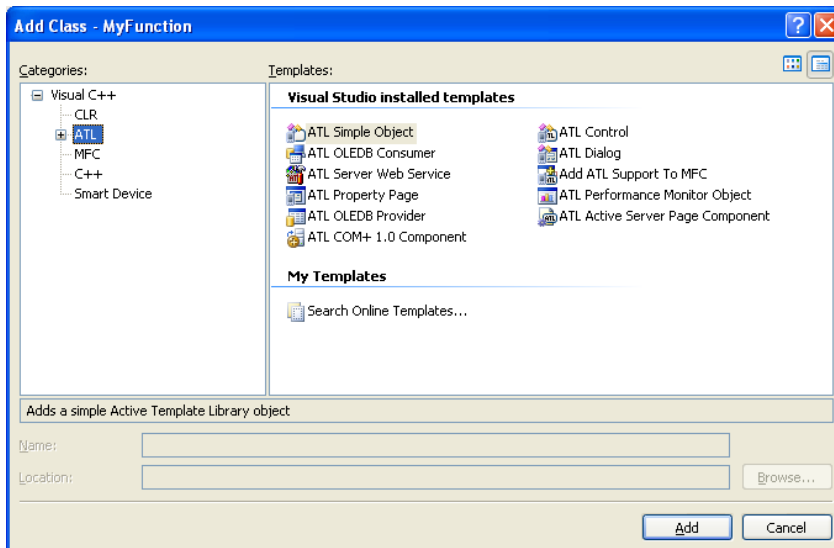 Add Class - MyFunction
Categories:
Templates:
Visual C++
CLR
ATL
MFC
C++
Smart Device
Visual Studio installed templates
ATL Simple Object
ATL OLEDB Consumer
ATL Server Web Service
ATL Property Page
ATL OLEDB Provider
ATL COM+ 1.0 Component
ATL Control
ATL Dialog
Add ATL Support To MFC
ATL Performance Monitor Object
ATL Active Server Page Component
My Templates
Search Online Templates...
Adds a simple Active Template Library object
Name:
Location:
Browse...
Add
Cancel